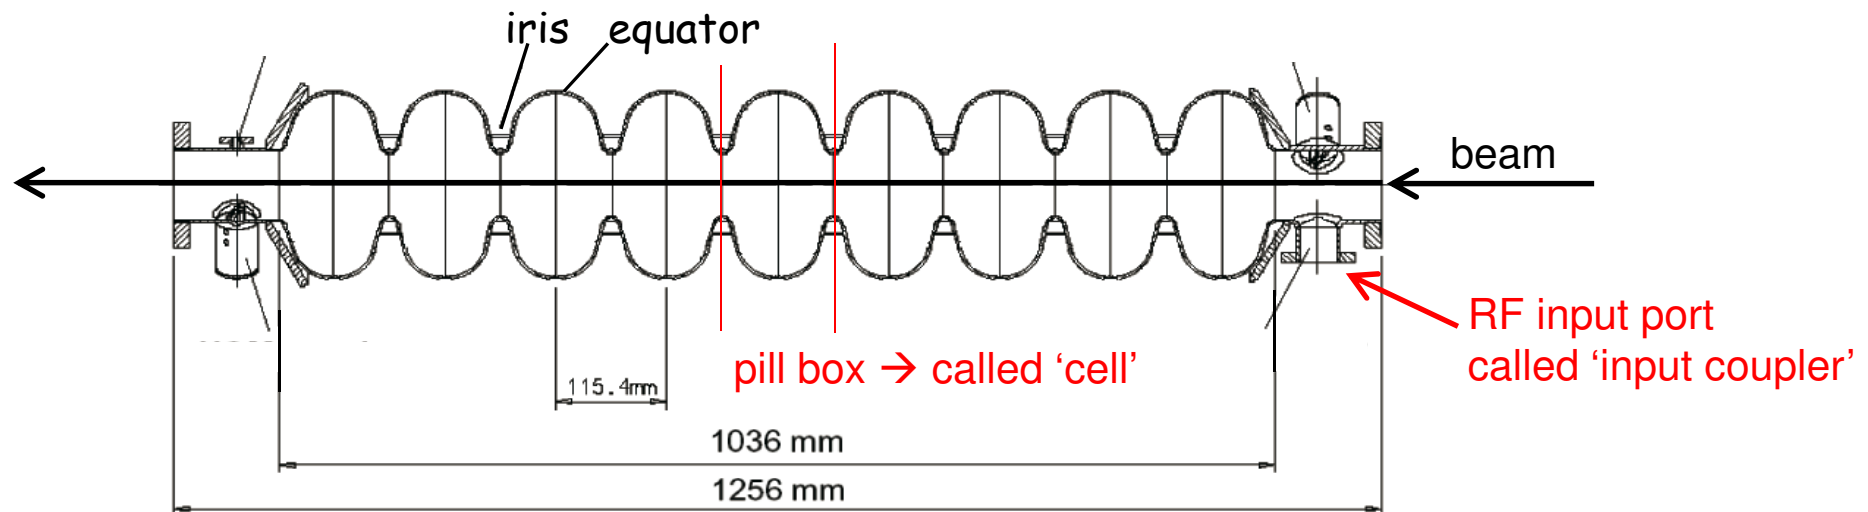 iris equator
beam
RF input port
called ‘input coupler’
pill box → called ‘cell’
115.4mm
1036 mm
1256 mm